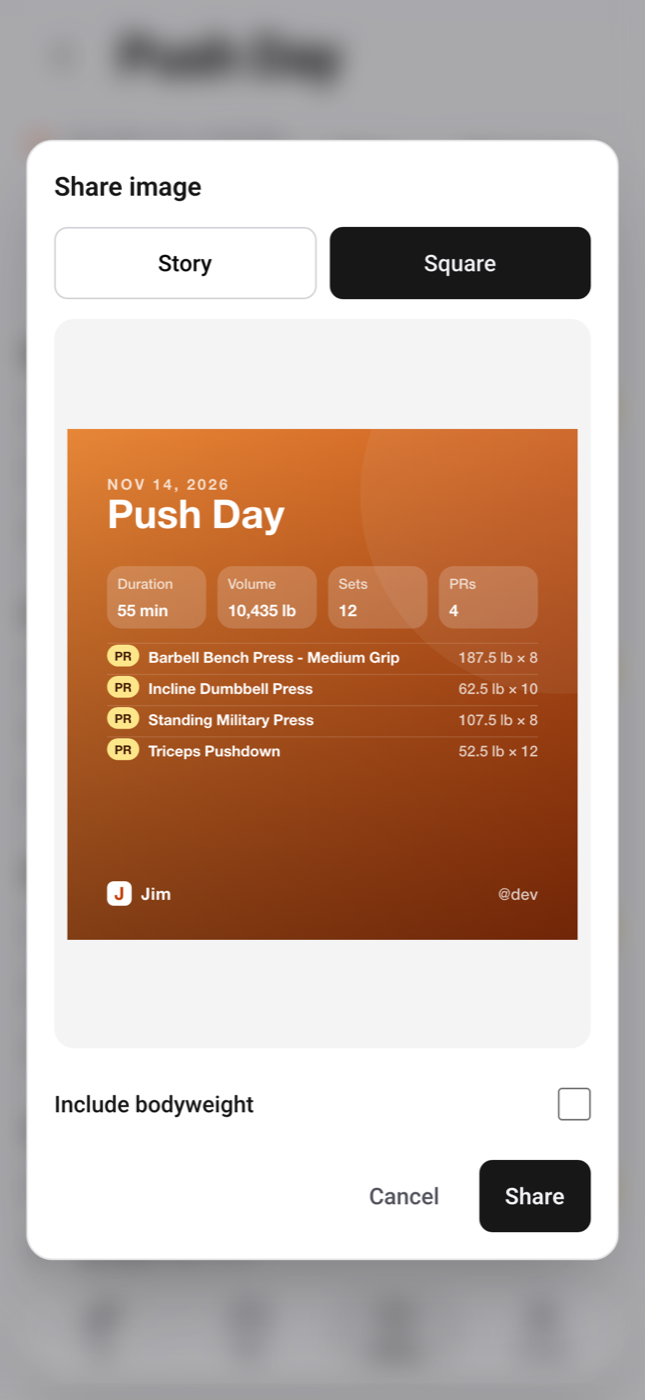 Push Day
Share image
Story
Square
NOV 14, 2026
Push Day
Duration
55 min
Volume
10,435 lb
Sets
12
PRs
4
PR Barbell Bench Press - Medium Grip 187.5 lb × 8
PR Incline Dumbbell Press 62.5 lb × 10
PR Standing Military Press 107.5 lb × 8
PR Triceps Pushdown 52.5 lb × 12
J Jim
@dev
Include bodyweight
Cancel
Share